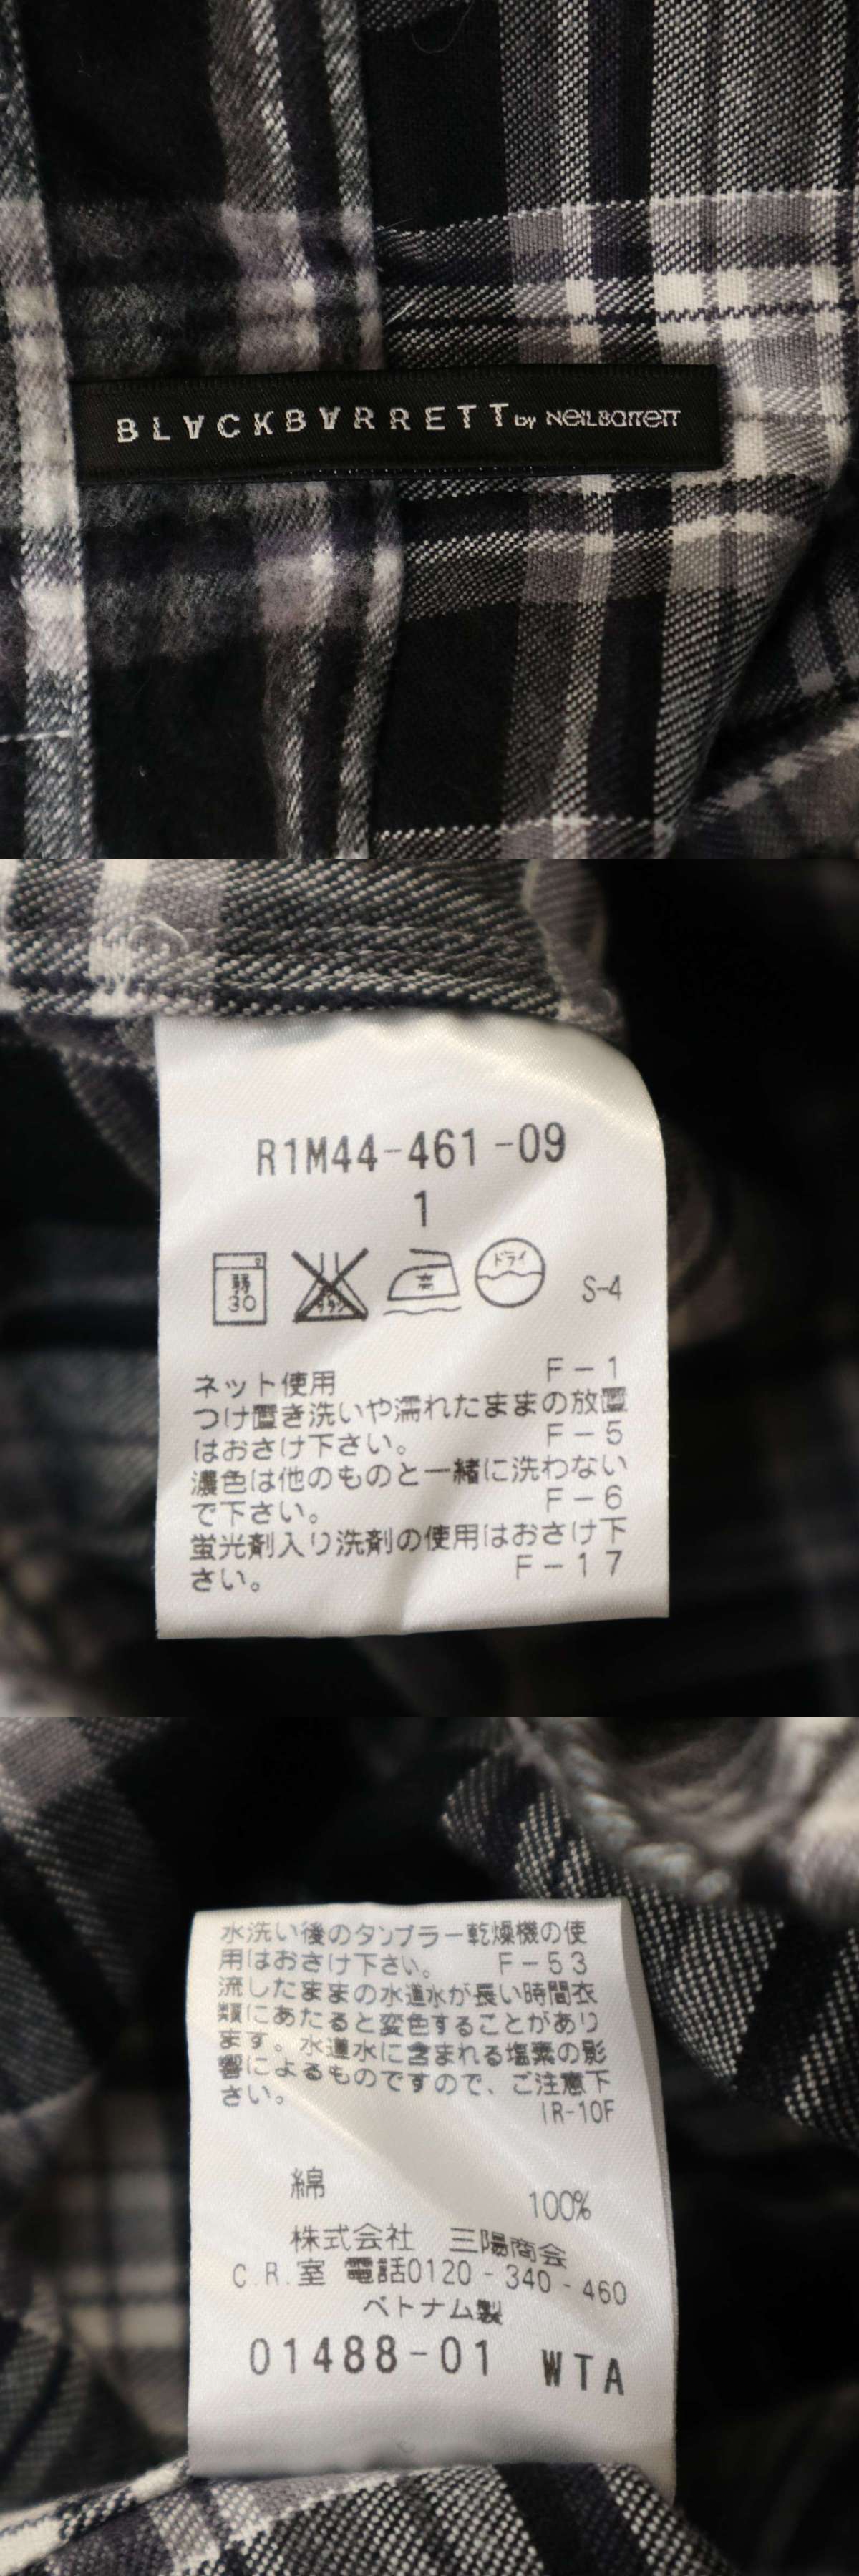 BLACKBARRETT by NeilBarrett
R1M44-461-09
1
弱
30
エンソ
サラシ
高
ドライ
S-4
ネット使用 F-1
つけ置き洗いや濡れたままの放置
はおさけ下さい。 F-5
濃色は他のものと一緒に洗わない
で下さい。 F-6
蛍光剤入り洗剤の使用はおさけ下
さい。 F-17
水洗い後のタンブラー乾燥機の使
用はおさけ下さい。 F-53
流したままの水道水が長い時間衣
類にあたると変色することがあり
ます。水道水に含まれる塩素の影
響によるものですので、ご注意下
さい。
IR-10F
綿 100%
株式会社 三陽商会
C.R.室 電話0120-340-460
ベトナム製
01488-01 WTA